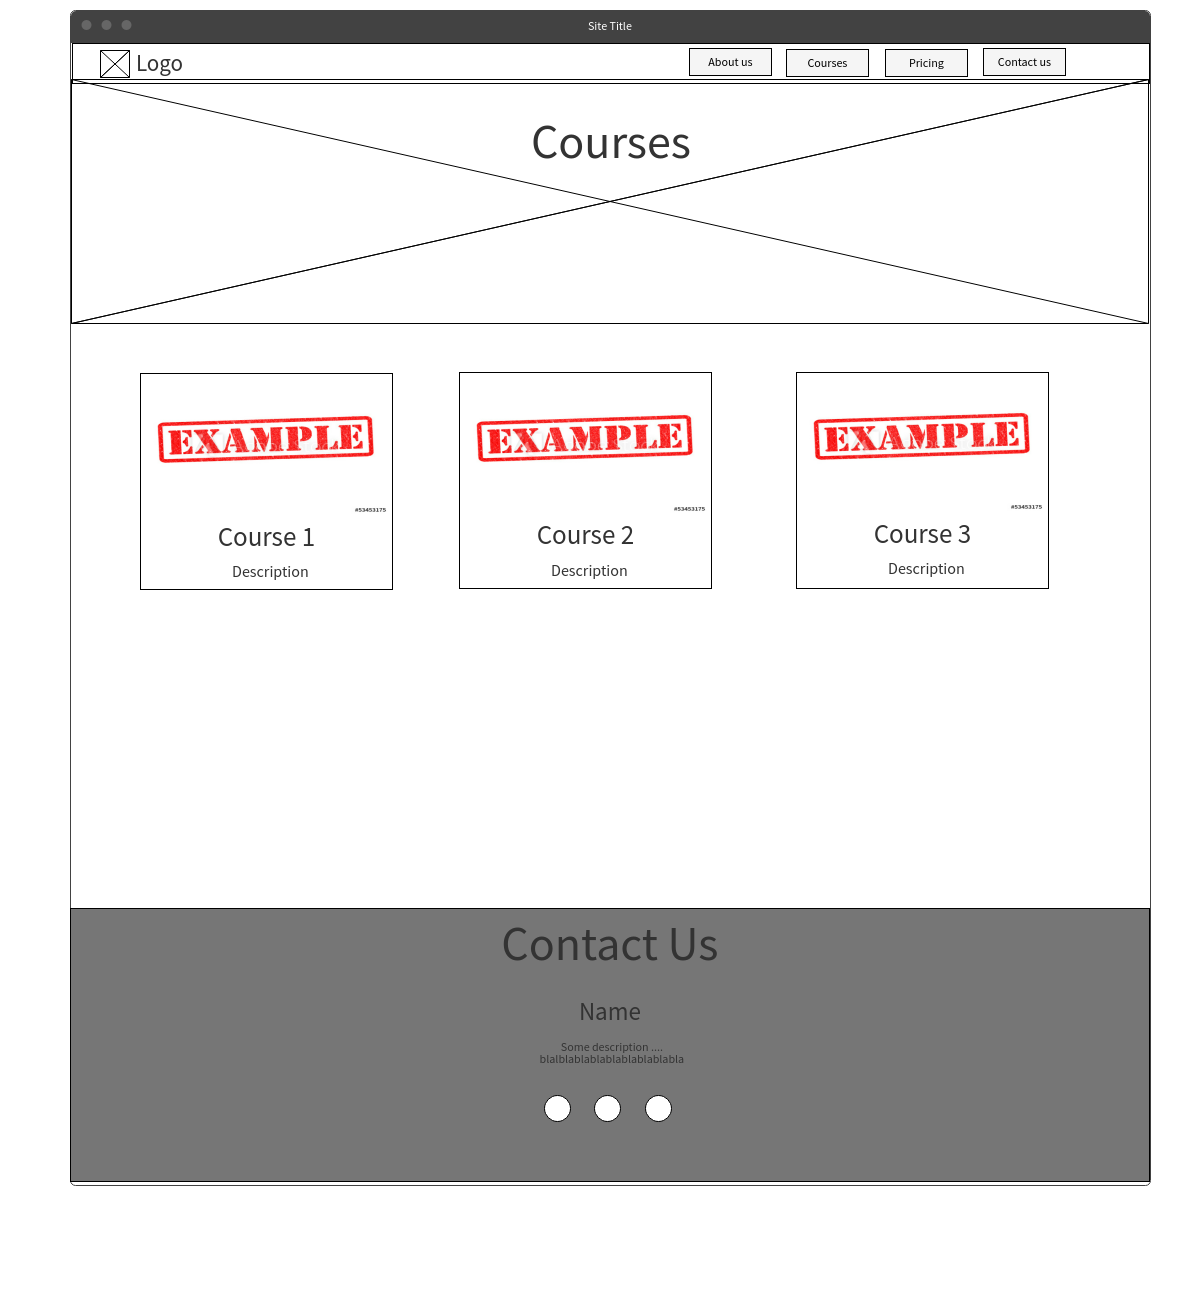 Site Title
Logo
About us
Courses
Pricing
Contact us
Courses
EXAMPLE
EXAMPLE
EXAMPLE
#53453175
#53453175
#53453175
Course 1
Course 2
Course 3
Description
Description
Description
Contact Us
Name
Some description ....
blalblablablablablablablabla